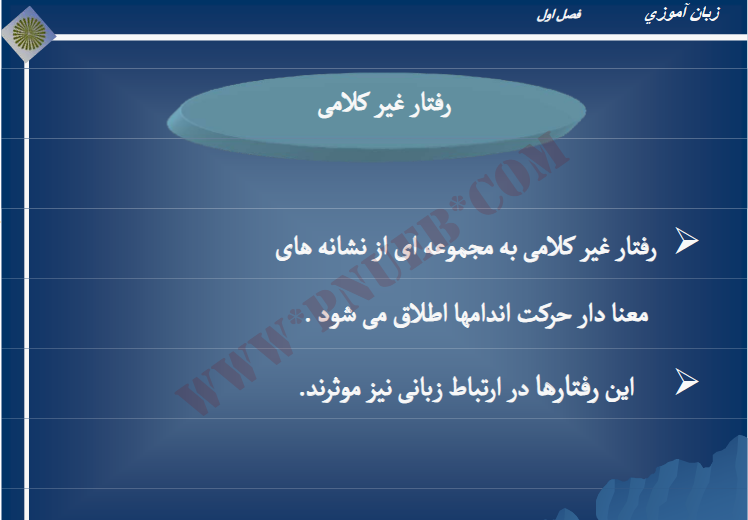 زبان آموزي
فصل اول
رفتار غیر کلامی
رفتار غیر کلامی به مجموعه ای از نشانه های
معنا دار حرکت اندامها اطلاق می شود .
این رفتارها در ارتباط زبانی نیز موثرند.
WWW*PNUEB*COM